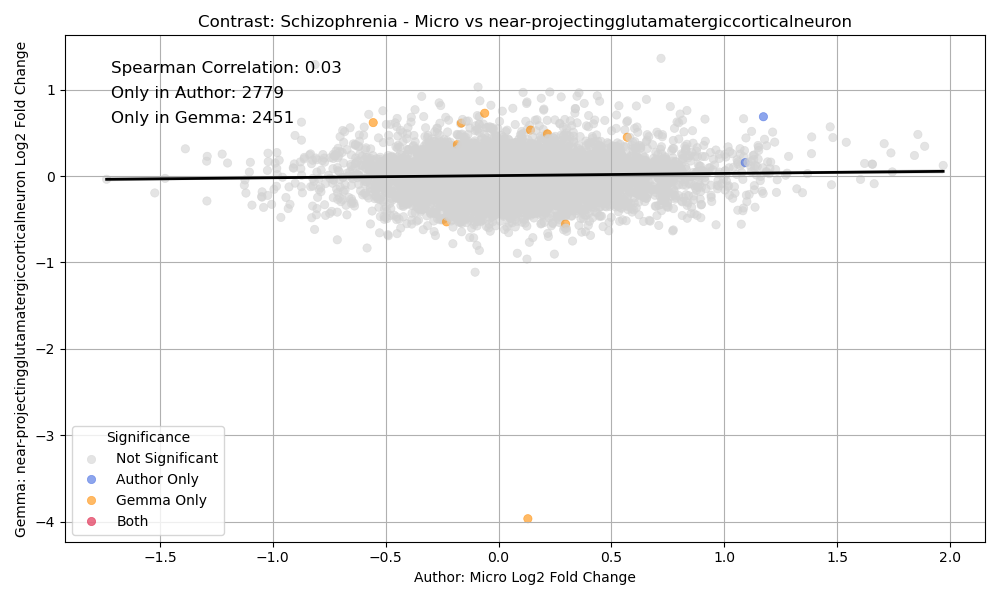 Contrast: Schizophrenia - Micro vs near-projectingglutamatergiccorticalneuron
Gemma: near-projectingglutamatergiccorticalneuron Log2 Fold Change
Spearman Correlation: 0.03
Only in Author: 2779
Only in Gemma: 2451
1
0
−1
−2
−3
−4
Significance
Not Significant
Author Only
Gemma Only
Both
−1.5
−1.0
−0.5
0.0
0.5
1.0
1.5
2.0
Author: Micro Log2 Fold Change